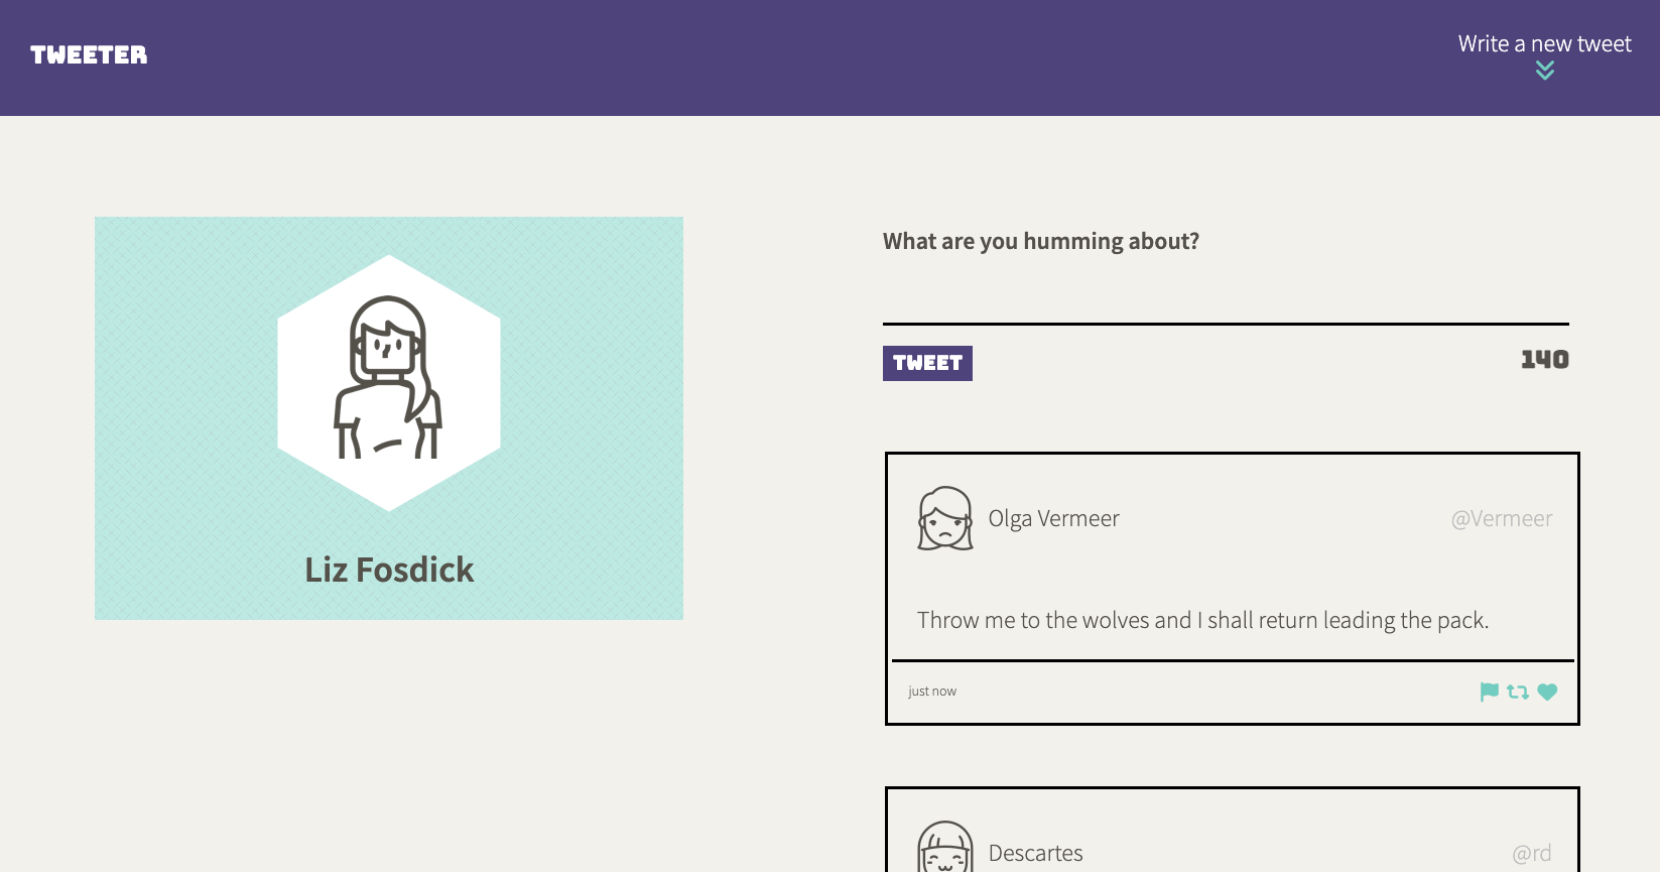 TWEETER
Write a new tweet
Liz Fosdick
What are you humming about?
TWEET
140
Olga Vermeer
@Vermeer
Throw me to the wolves and I shall return leading the pack.
just now
Descartes
@rd